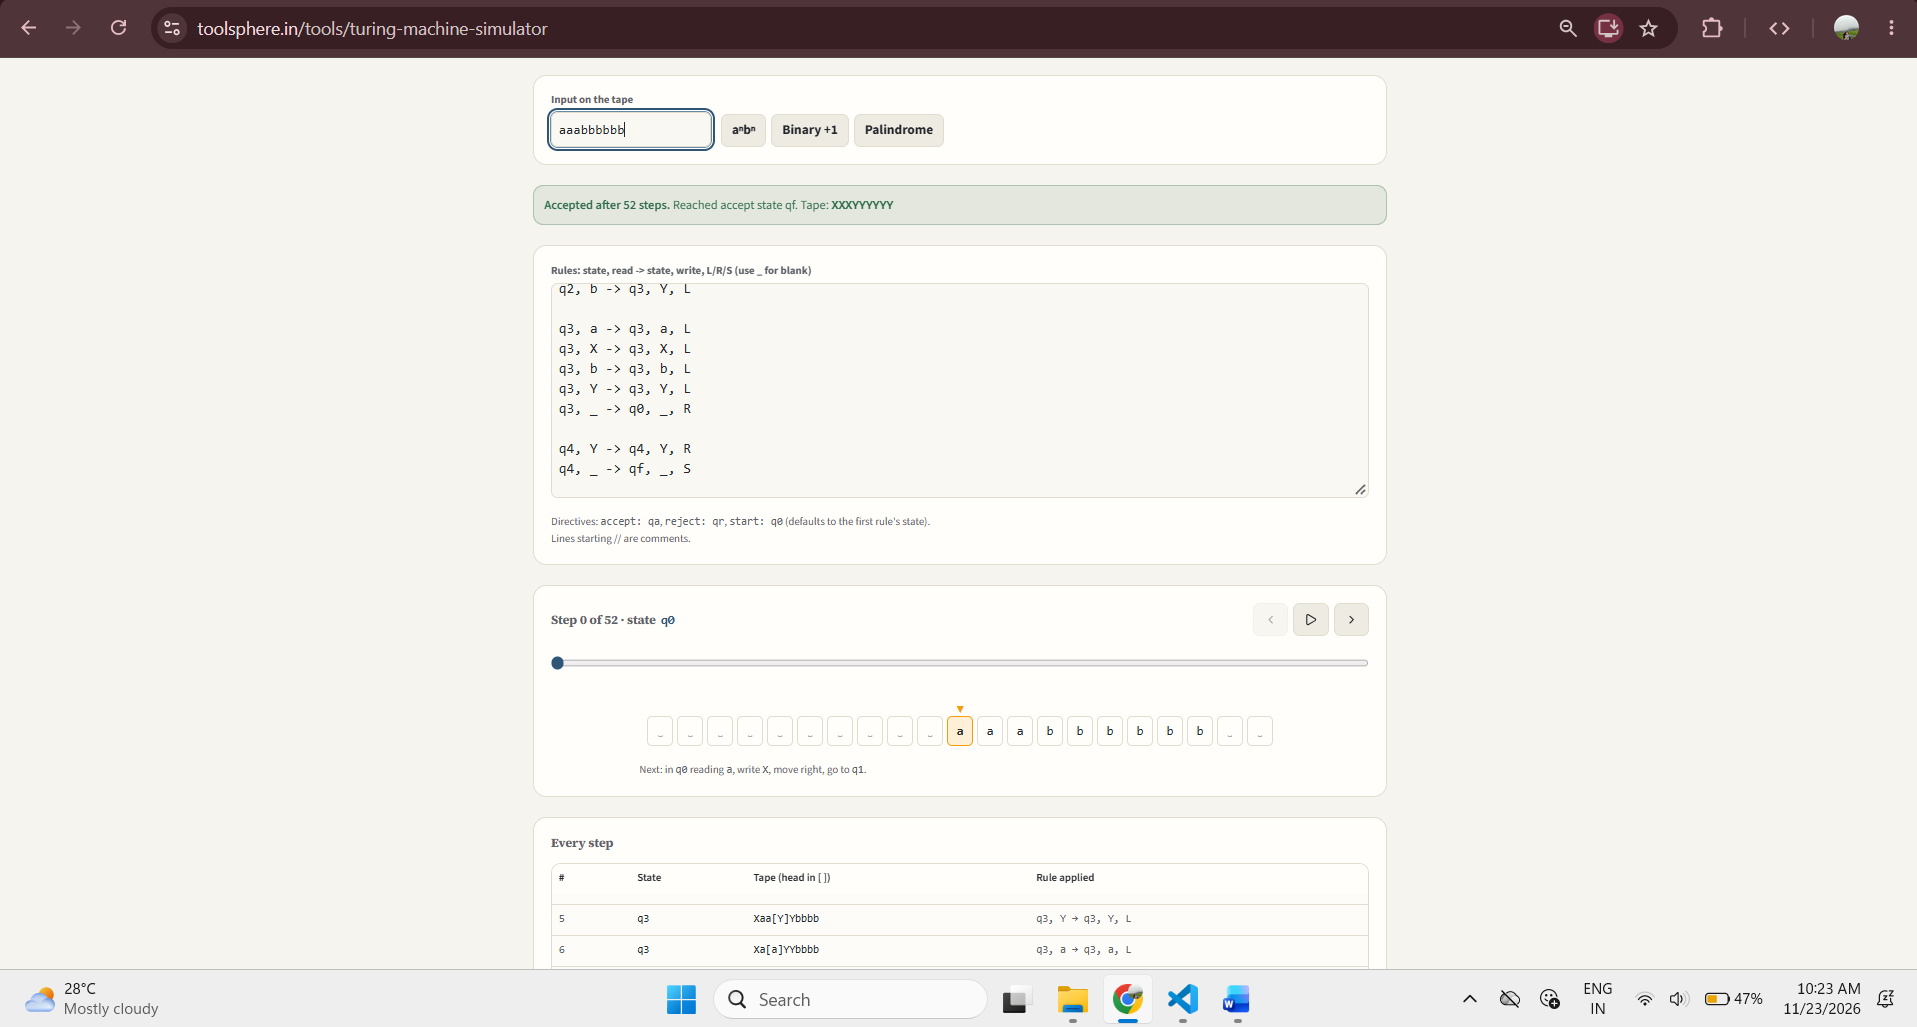 toolsphere.in/tools/turing-machine-simulator
Input on the tape
aaabbbbbb
aⁿbⁿ Binary +1 Palindrome
Accepted after 52 steps. Reached accept state qf. Tape: XXXYYYYYY
Rules: state, read -> state, write, L/R/S (use _ for blank)
q2, b -> q3, Y, L
q3, a -> q3, a, L
q3, X -> q3, X, L
q3, b -> q3, b, L
q3, Y -> q3, Y, L
q3, _ -> q0, _, R
q4, Y -> q4, Y, R
q4, _ -> qf, _, S
Directives: accept: qa, reject: qr, start: q0 (defaults to the first rule's state).
Lines starting // are comments.
Step 0 of 52 · state q0
_ _ _ _ _ _ _ _ _ _ a a a b b b b b b _ _
Next: in q0 reading a, write X, move right, go to q1.
Every step
# State Tape (head in [ ]) Rule applied
5 q3 Xaa[Y]Ybbbb q3, Y → q3, Y, L
6 q3 Xa[a]YYbbbb q3, a → q3, a, L
28°C
Mostly cloudy
Search
ENG
IN
47%
10:23 AM
11/23/2026